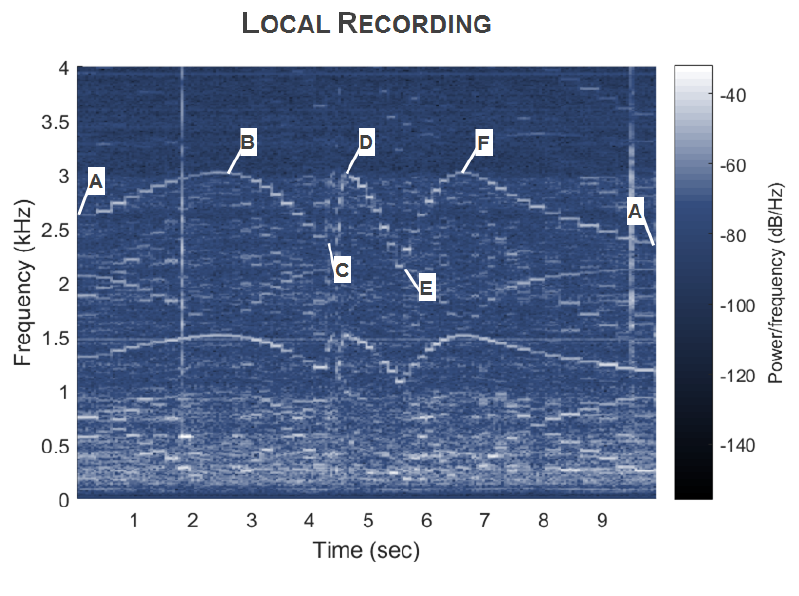 LOCAL RECORDING
4
3.5
3
2.5
2
1.5
1
0.5
0
Frequency (kHz)
1 2 3 4 5 6 7 8 9
Time (sec)
A
B
C
D
E
F
A
-40
-60
-80
-100
-120
-140
Power/frequency (dB/Hz)